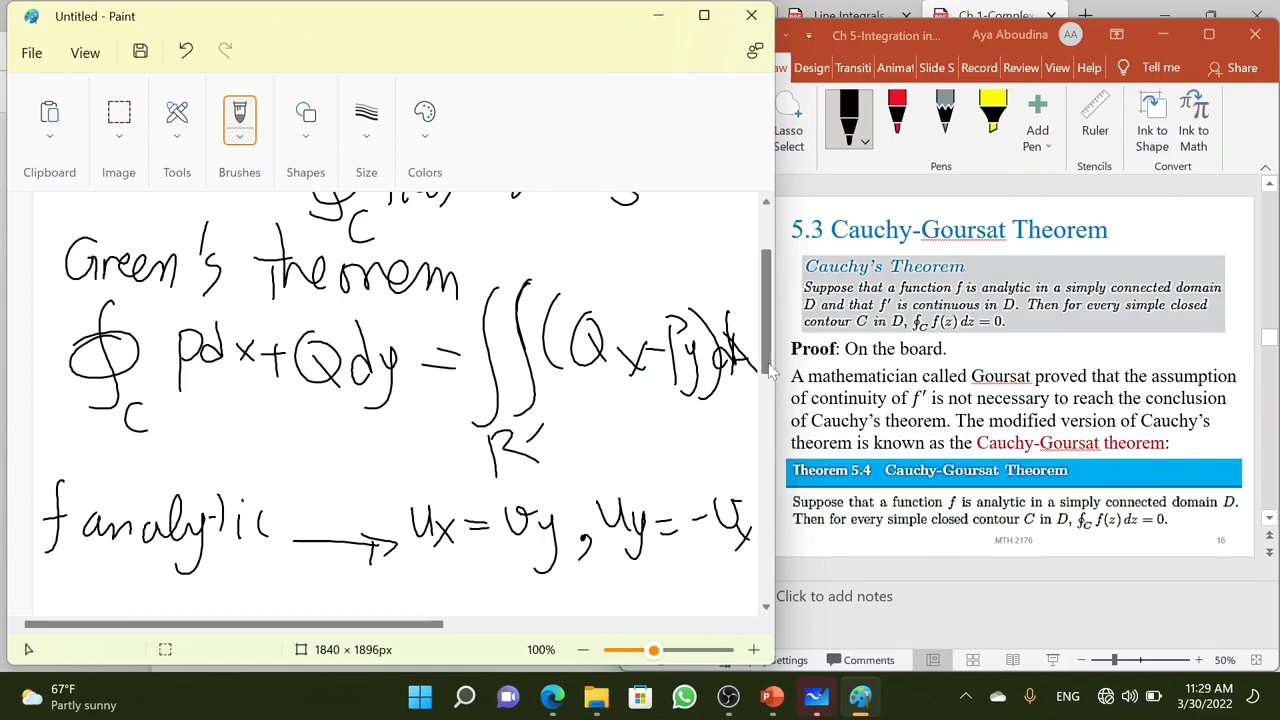 Untitled - Paint
File View
Clipboard Image Tools Brushes Shapes Size Colors
C
Green's theorem
∮ Pdx+Qdy = ∬ (Qx-Py)dA
C R
f analytic → Ux = Vy , Uy = -Vx
1840 × 1896px 100%
Line Integrals Ch 1-Complex
Ch 5-Integration in... Aya Aboudina AA
aw Design Transiti Animat Slide S Record Review View Help Tell me Share
Lasso Select
Add Pen
Ruler
Ink to Shape
Ink to Math
Pens Stencils Convert
5.3 Cauchy-Goursat Theorem
Cauchy's Theorem
Suppose that a function f is analytic in a simply connected domain
D and that f′ is continuous in D. Then for every simple closed
contour C in D, ∮C f(z) dz = 0.
Proof: On the board.
A mathematician called Goursat proved that the assumption
of continuity of f′ is not necessary to reach the conclusion
of Cauchy's theorem. The modified version of Cauchy's
theorem is known as the Cauchy-Goursat theorem:
Theorem 5.4 Cauchy-Goursat Theorem
Suppose that a function f is analytic in a simply connected domain D.
Then for every simple closed contour C in D, ∮C f(z) dz = 0.
MTH 2176 16
Click to add notes
Settings Comments 50%
67°F
Partly sunny
ENG
11:29 AM
3/30/2022